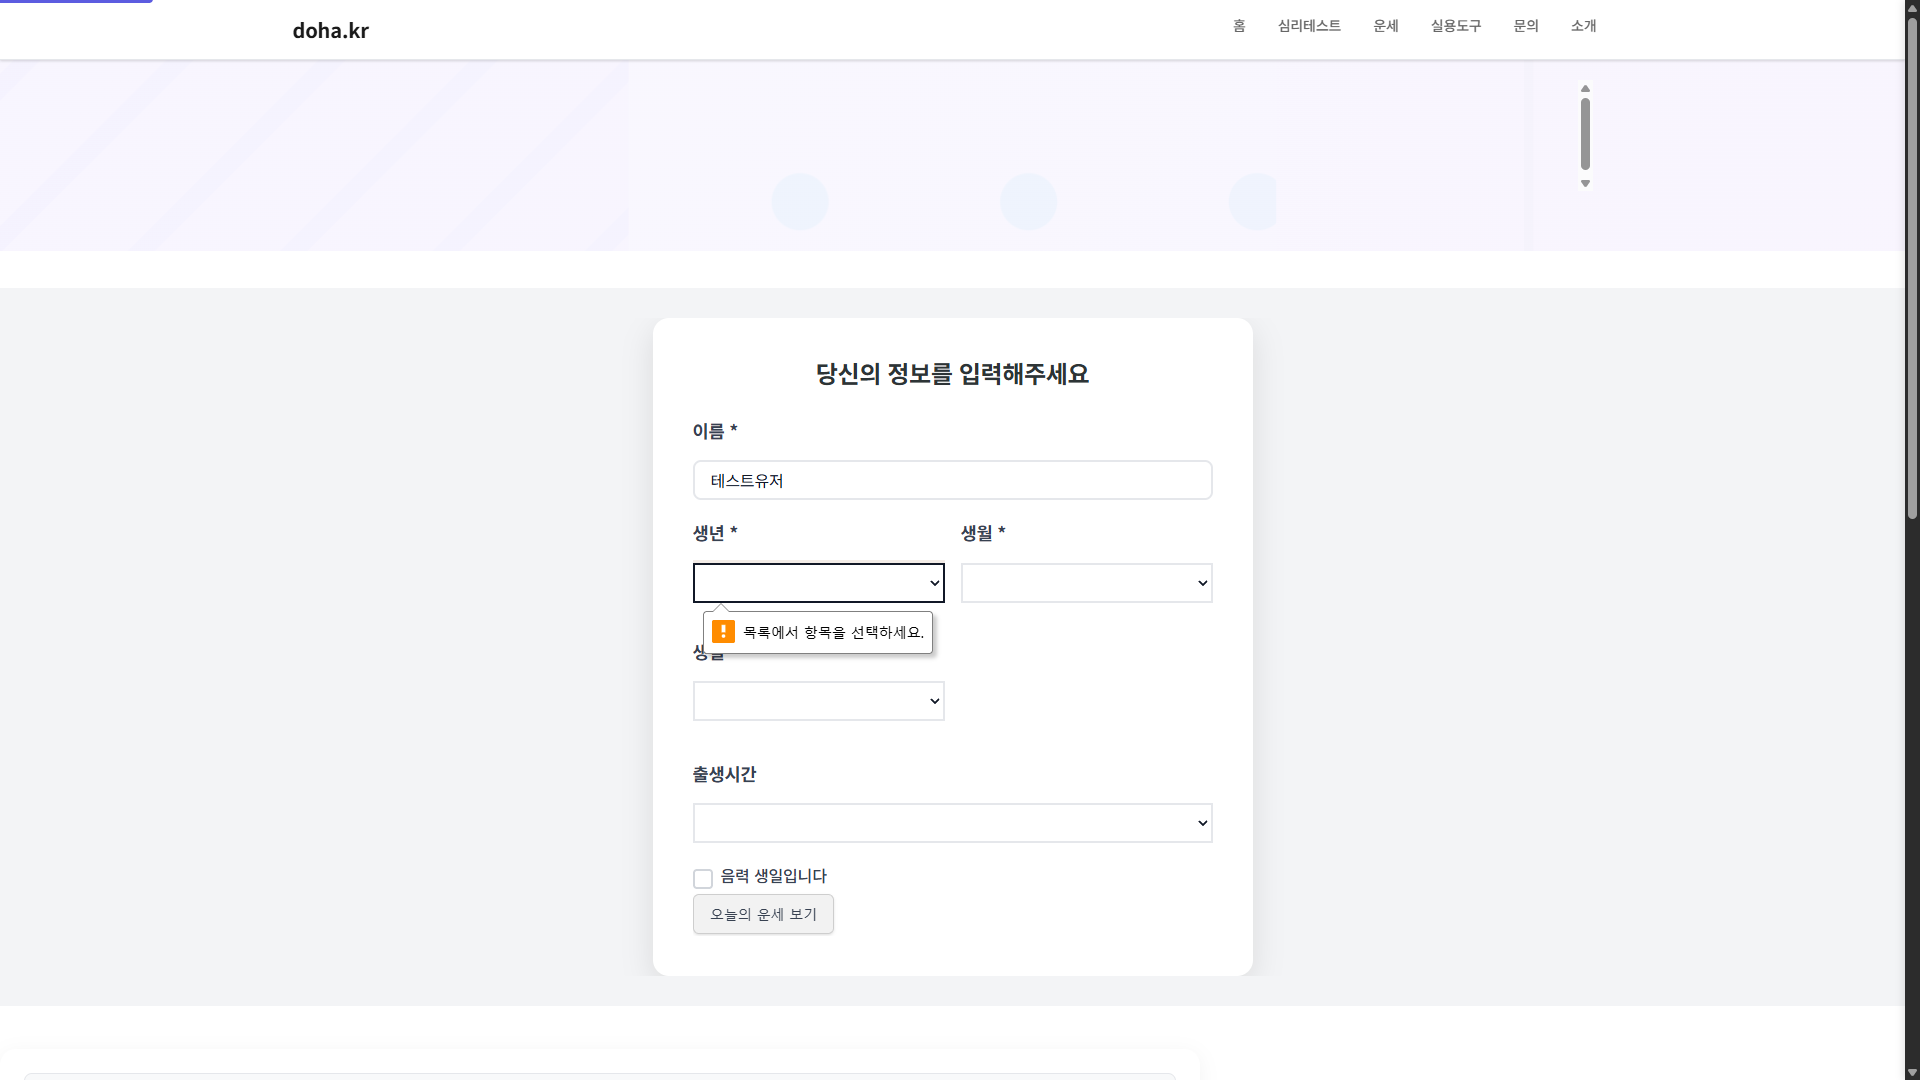 doha.kr
홈 심리테스트 운세 실용도구 문의 소개
당신의 정보를 입력해주세요
이름 *
테스트유저
생년 * 생월 *
목록에서 항목을 선택하세요.
출생시간
음력 생일입니다
오늘의 운세 보기